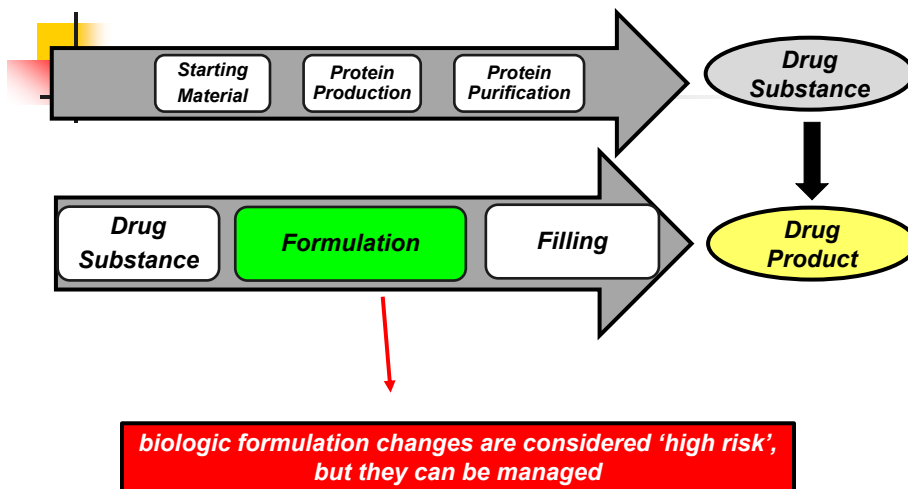 Starting
Material
Protein
Production
Protein
Purification
Drug
Substance
Drug
Substance
Formulation
Filling
Drug
Product
biologic formulation changes are considered ‘high risk’,
but they can be managed